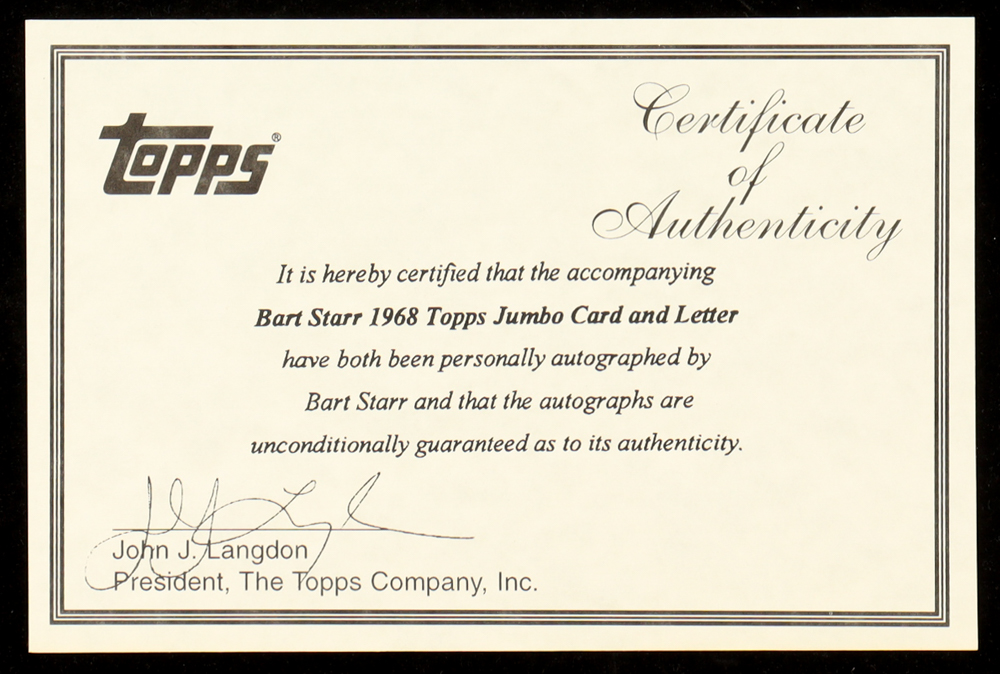 Topps®
Certificate
of
Authenticity
It is hereby certified that the accompanying
Bart Starr 1968 Topps Jumbo Card and Letter
have both been personally autographed by
Bart Starr and that the autographs are
unconditionally guaranteed as to its authenticity.
John J. Langdon
President, The Topps Company, Inc.